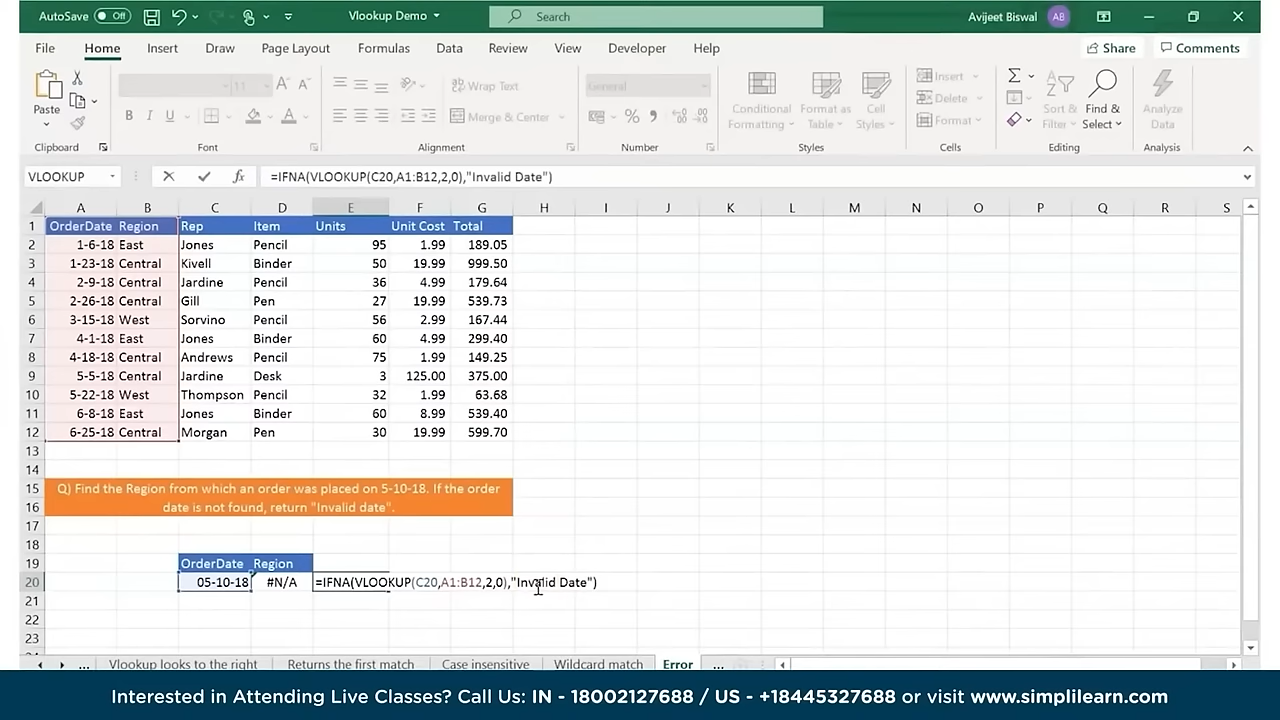 AutoSave Off Vlookup Demo Search Avijeet Biswal AB
File Home Insert Draw Page Layout Formulas Data Review View Developer Help Share Comments
Paste 11 A A Wrap Text General Conditional Formatting Format as Table Cell Styles Insert Sort & Filter Find & Select Analyze Data
B I U A Merge & Center % Delete
Format
Clipboard Font Alignment Number Styles Cells Editing Analysis
VLOOKUP fx =IFNA(VLOOKUP(C20,A1:B12,2,0),"Invalid Date")
A B C D E F G H I J K L M N O P Q R S
1 OrderDate Region Rep Item Units Unit Cost Total
2 1-6-18 East Jones Pencil 95 1.99 189.05
3 1-23-18 Central Kivell Binder 50 19.99 999.50
4 2-9-18 Central Jardine Pencil 36 4.99 179.64
5 2-26-18 Central Gill Pen 27 19.99 539.73
6 3-15-18 West Sorvino Pencil 56 2.99 167.44
7 4-1-18 East Jones Binder 60 4.99 299.40
8 4-18-18 Central Andrews Pencil 75 1.99 149.25
9 5-5-18 Central Jardine Desk 3 125.00 375.00
10 5-22-18 West Thompson Pencil 32 1.99 63.68
11 6-8-18 East Jones Binder 60 8.99 539.40
12 6-25-18 Central Morgan Pen 30 19.99 599.70
13
14
15 Q) Find the Region from which an order was placed on 5-10-18. If the order
16 date is not found, return "Invalid date".
17
18
19 OrderDate Region
20 05-10-18 #N/A =IFNA(VLOOKUP(C20,A1:B12,2,0),"Invalid Date")
21
22
23
... Vlookup looks to the right Returns the first match Case insensitive Wildcard match Error ...
Interested in Attending Live Classes? Call Us: IN - 18002127688 / US - +18445327688 or visit www.simplilearn.com